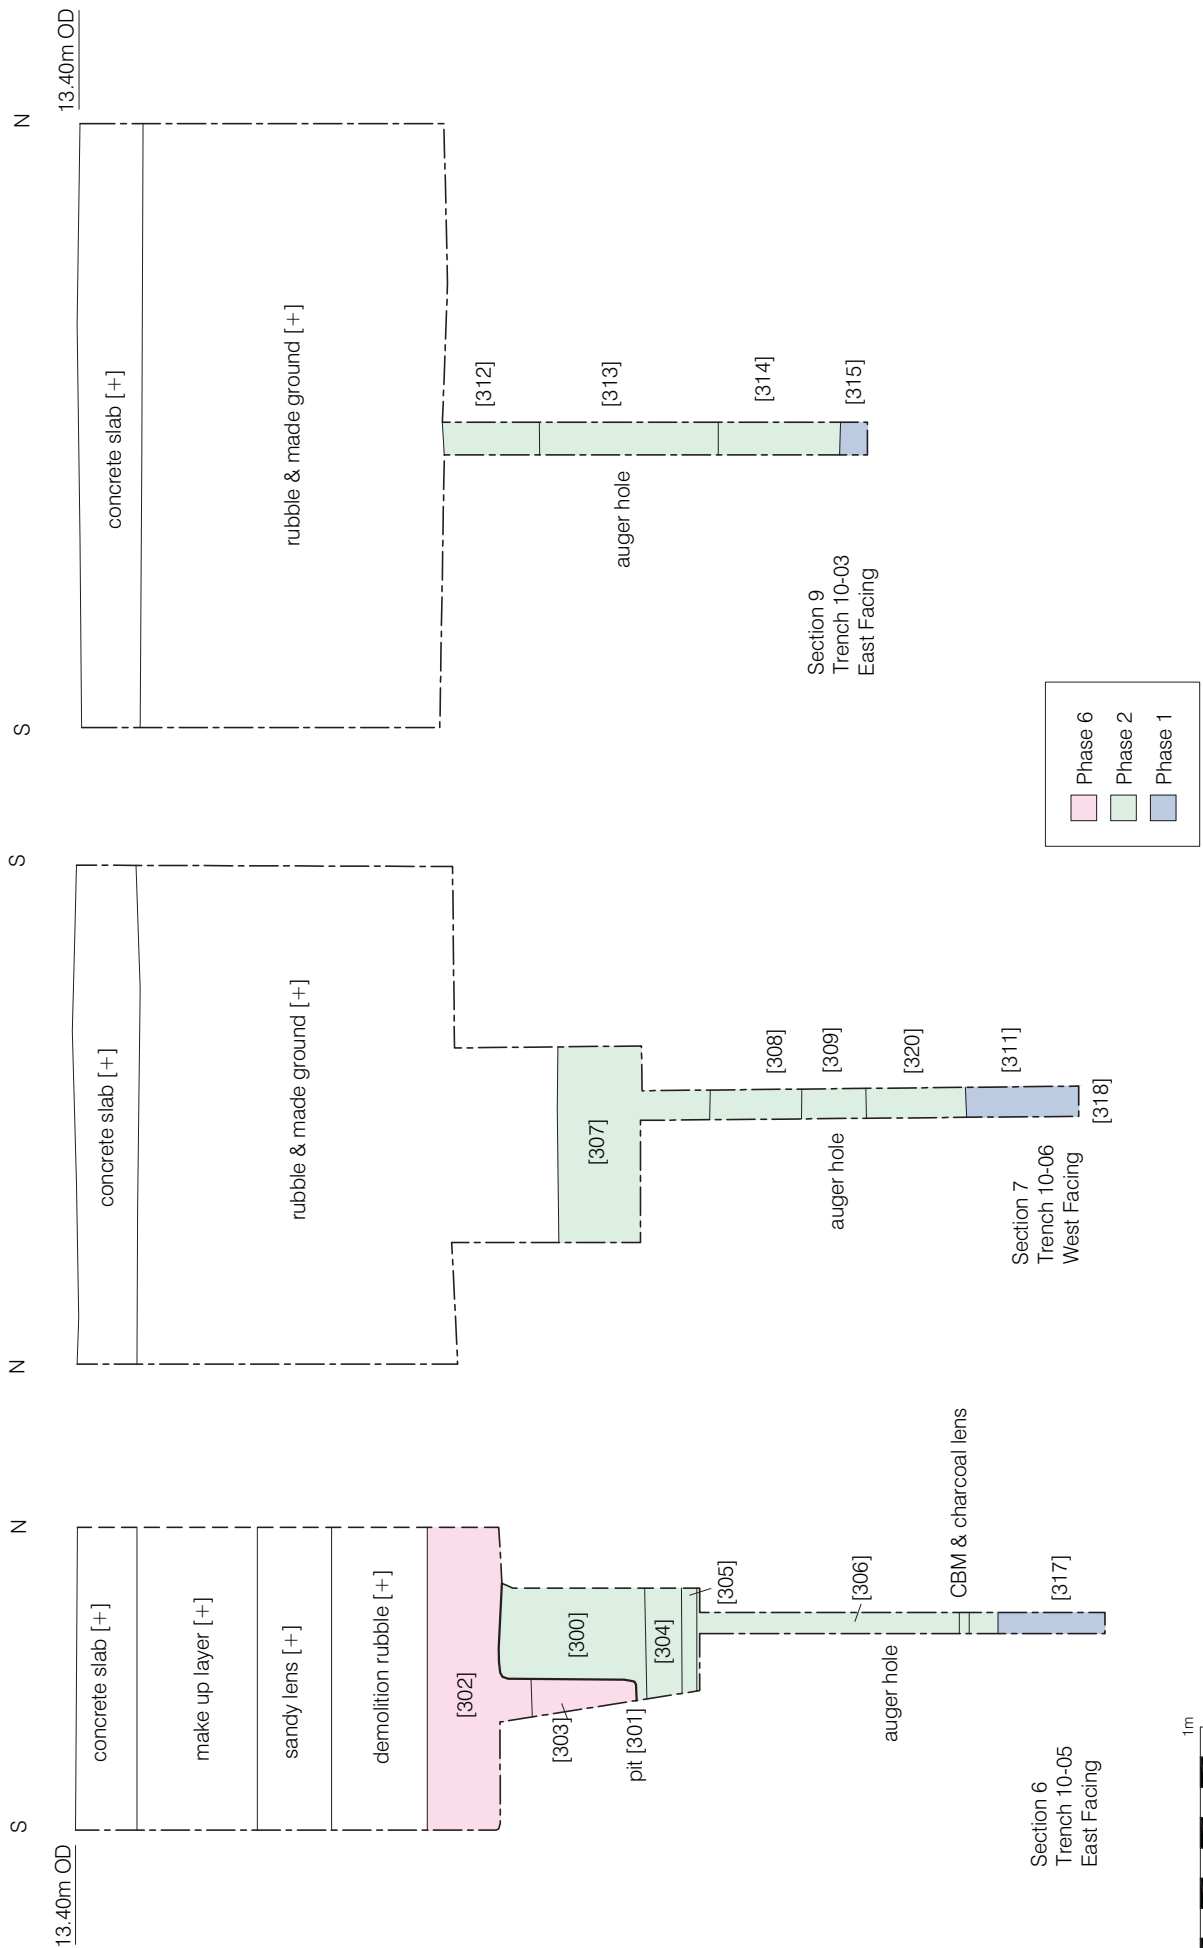 13.40m OD
S
N
concrete slab [+]
make up layer [+]
sandy lens [+]
demolition rubble [+]
[302]
[300]
[303]
[304]
pit [301]
[305]
[306]
auger hole
CBM & charcoal lens
[317]
Section 6
Trench 10-05
East Facing
1m
N
S
concrete slab [+]
rubble & made ground [+]
[307]
[308]
[309]
[320]
[311]
[318]
auger hole
Section 7
Trench 10-06
West Facing
S
N
13.40m OD
concrete slab [+]
rubble & made ground [+]
[312]
[313]
[314]
[315]
auger hole
Section 9
Trench 10-03
East Facing
Phase 6
Phase 2
Phase 1